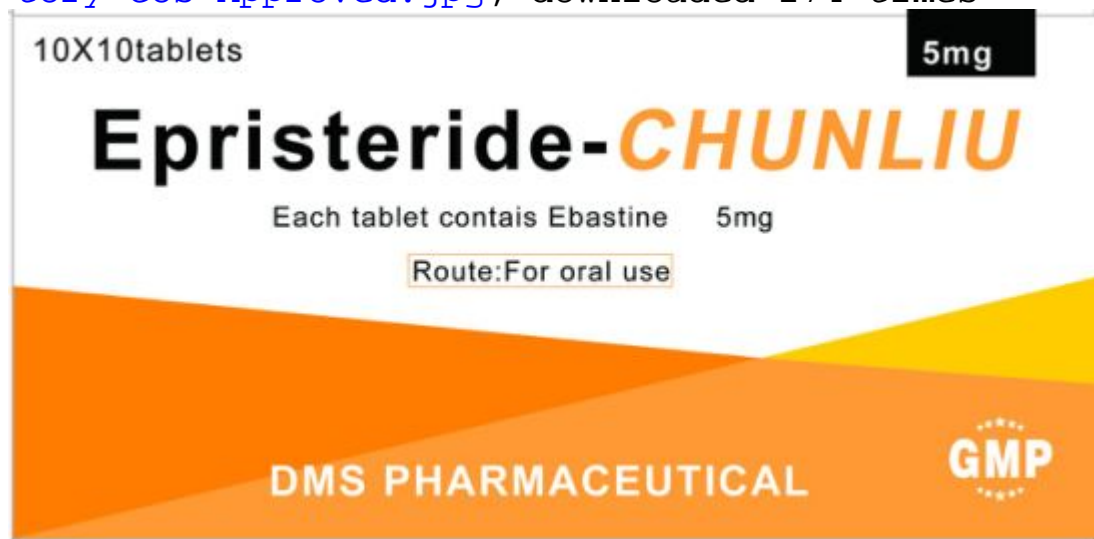 10X10tablets
5mg
Epristeride-CHUNLIU
Each tablet contais Ebastine 5mg
Route:For oral use
GMP
DMS PHARMACEUTICAL